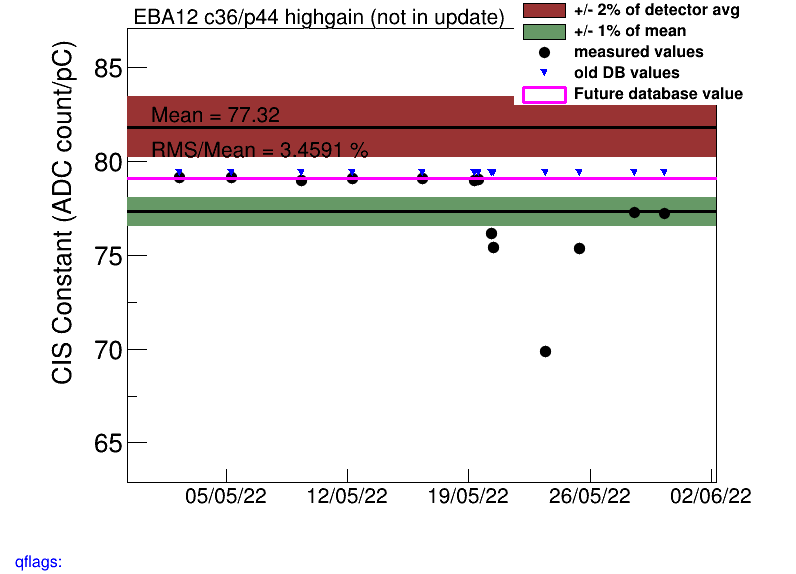 EBA12 c36/p44 highgain (not in update)
+/- 2% of detector avg
+/- 1% of mean
measured values
old DB values
Future database value
CIS Constant (ADC count/pC)
85
80
75
70
65
Mean = 77.32
RMS/Mean = 3.4591 %
05/05/22 12/05/22 19/05/22 26/05/22 02/06/22
qflags: